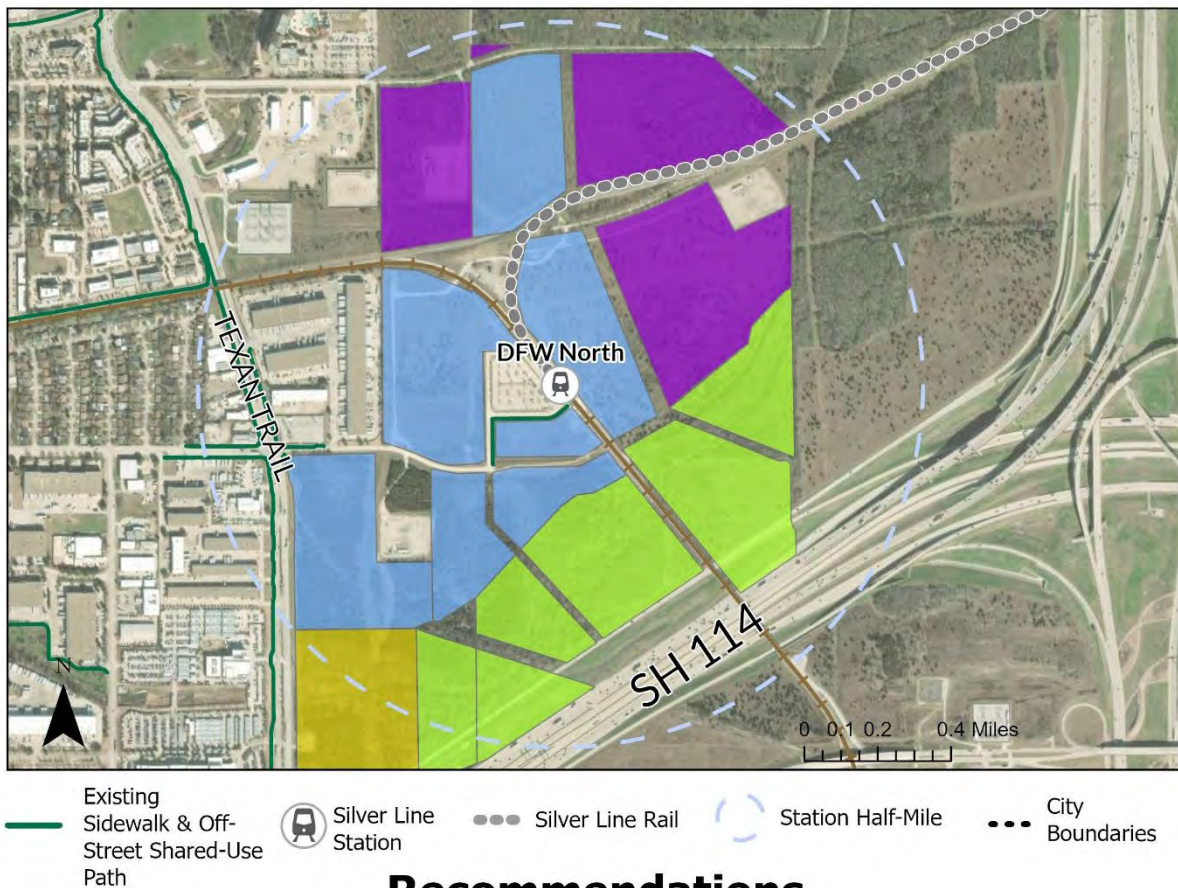 DFW North
TEXAN TRAIL
SH 114
N
0 0.1 0.2 0.4 Miles
Existing
Sidewalk & Off-
Street Shared-Use
Path
Silver Line
Station
Silver Line Rail
Station Half-Mile
City
Boundaries
Recommendations